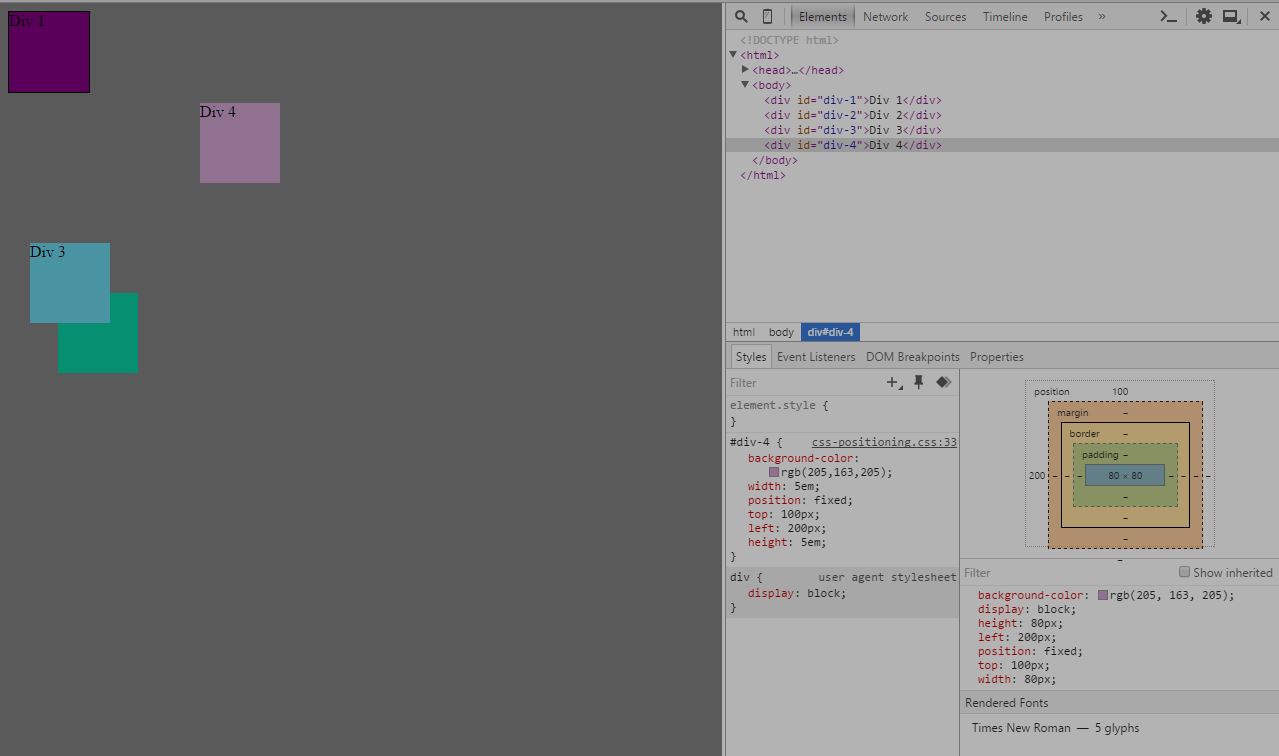 Div 1
Div 4
Div 3
Elements Network Sources Timeline Profiles »
<!DOCTYPE html>
▼<html>
▶<head>…</head>
▼<body>
<div id="div-1">Div 1</div>
<div id="div-2">Div 2</div>
<div id="div-3">Div 3</div>
<div id="div-4">Div 4</div>
</body>
</html>
html body div#div-4
Styles Event Listeners DOM Breakpoints Properties
Filter
element.style {
}
#div-4 { css-positioning.css:33
background-color:
rgb(205,163,205);
width: 5em;
position: fixed;
top: 100px;
left: 200px;
height: 5em;
}
div { user agent stylesheet
display: block;
}
position 100
margin -
border -
padding -
200 - - - 80 × 80 - - - -
-
-
-
-
Filter Show inherited
background-color: rgb(205, 163, 205);
display: block;
height: 80px;
left: 200px;
position: fixed;
top: 100px;
width: 80px;
Rendered Fonts
Times New Roman — 5 glyphs